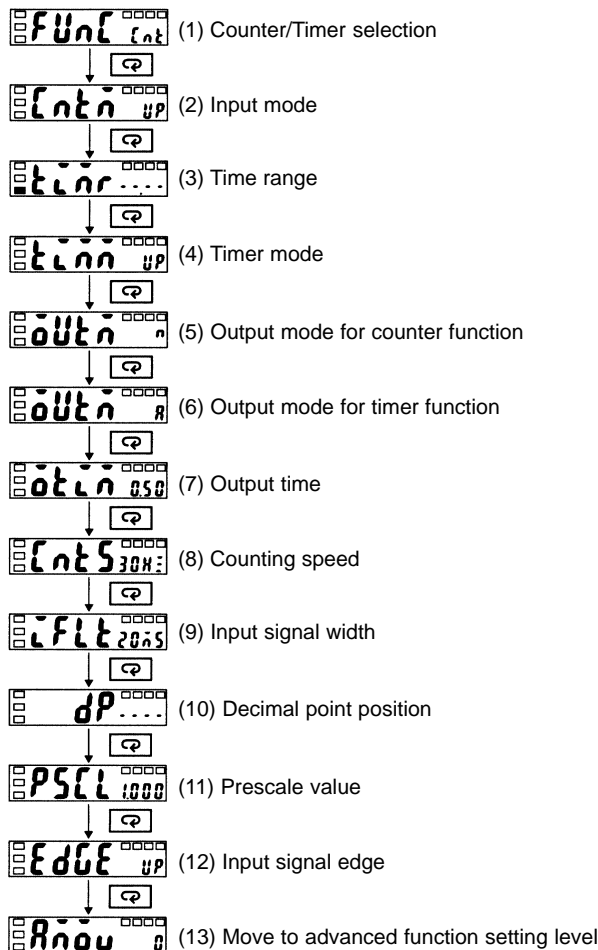 FUnC Cnt (1) Counter/Timer selection
Cntm UP (2) Input mode
timr --.-- (3) Time range
timm UP (4) Timer mode
oUtm n (5) Output mode for counter function
oUtm A (6) Output mode for timer function
otim 0.50 (7) Output time
CntS 30HZ (8) Counting speed
iFLt 20mS (9) Input signal width
dP ---- (10) Decimal point position
PSCL 1.000 (11) Prescale value
EdGE UP (12) Input signal edge
Amov 0 (13) Move to advanced function setting level